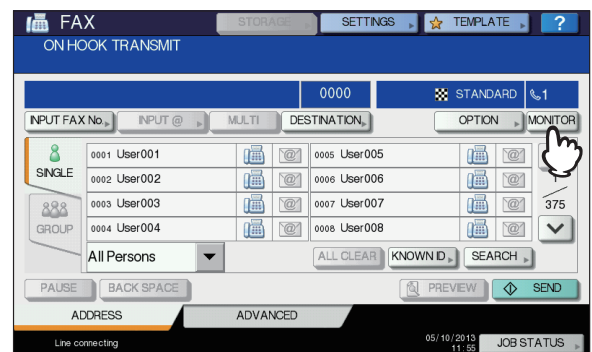 FAX STORAGE SETTINGS TEMPLATE ?
ON HOOK TRANSMIT
0000 STANDARD 1
INPUT FAX No. INPUT @ MULTI DESTINATION OPTION MONITOR
SINGLE
GROUP
0001 User001 0005 User005
0002 User002 0006 User006
0003 User003 0007 User007
0004 User004 0008 User008
1
375
All Persons ALL CLEAR KNOWN ID SEARCH
PAUSE BACK SPACE PREVIEW SEND
ADDRESS ADVANCED
Line connecting 05/10/2013
11:55 JOB STATUS